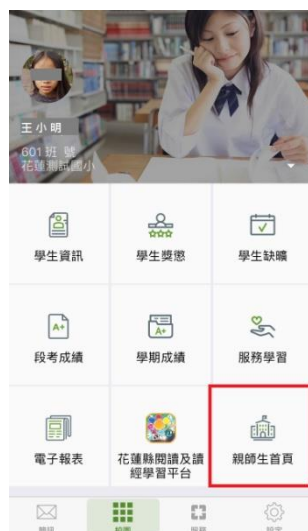 王小明
601 班 號
花蓮測試國小
學生資訊
學生獎懲
學生缺曠
A+
段考成績
A+
學期成績
服務學習
電子報表
花蓮縣閱讀及讀
經學習平台
親師生首頁